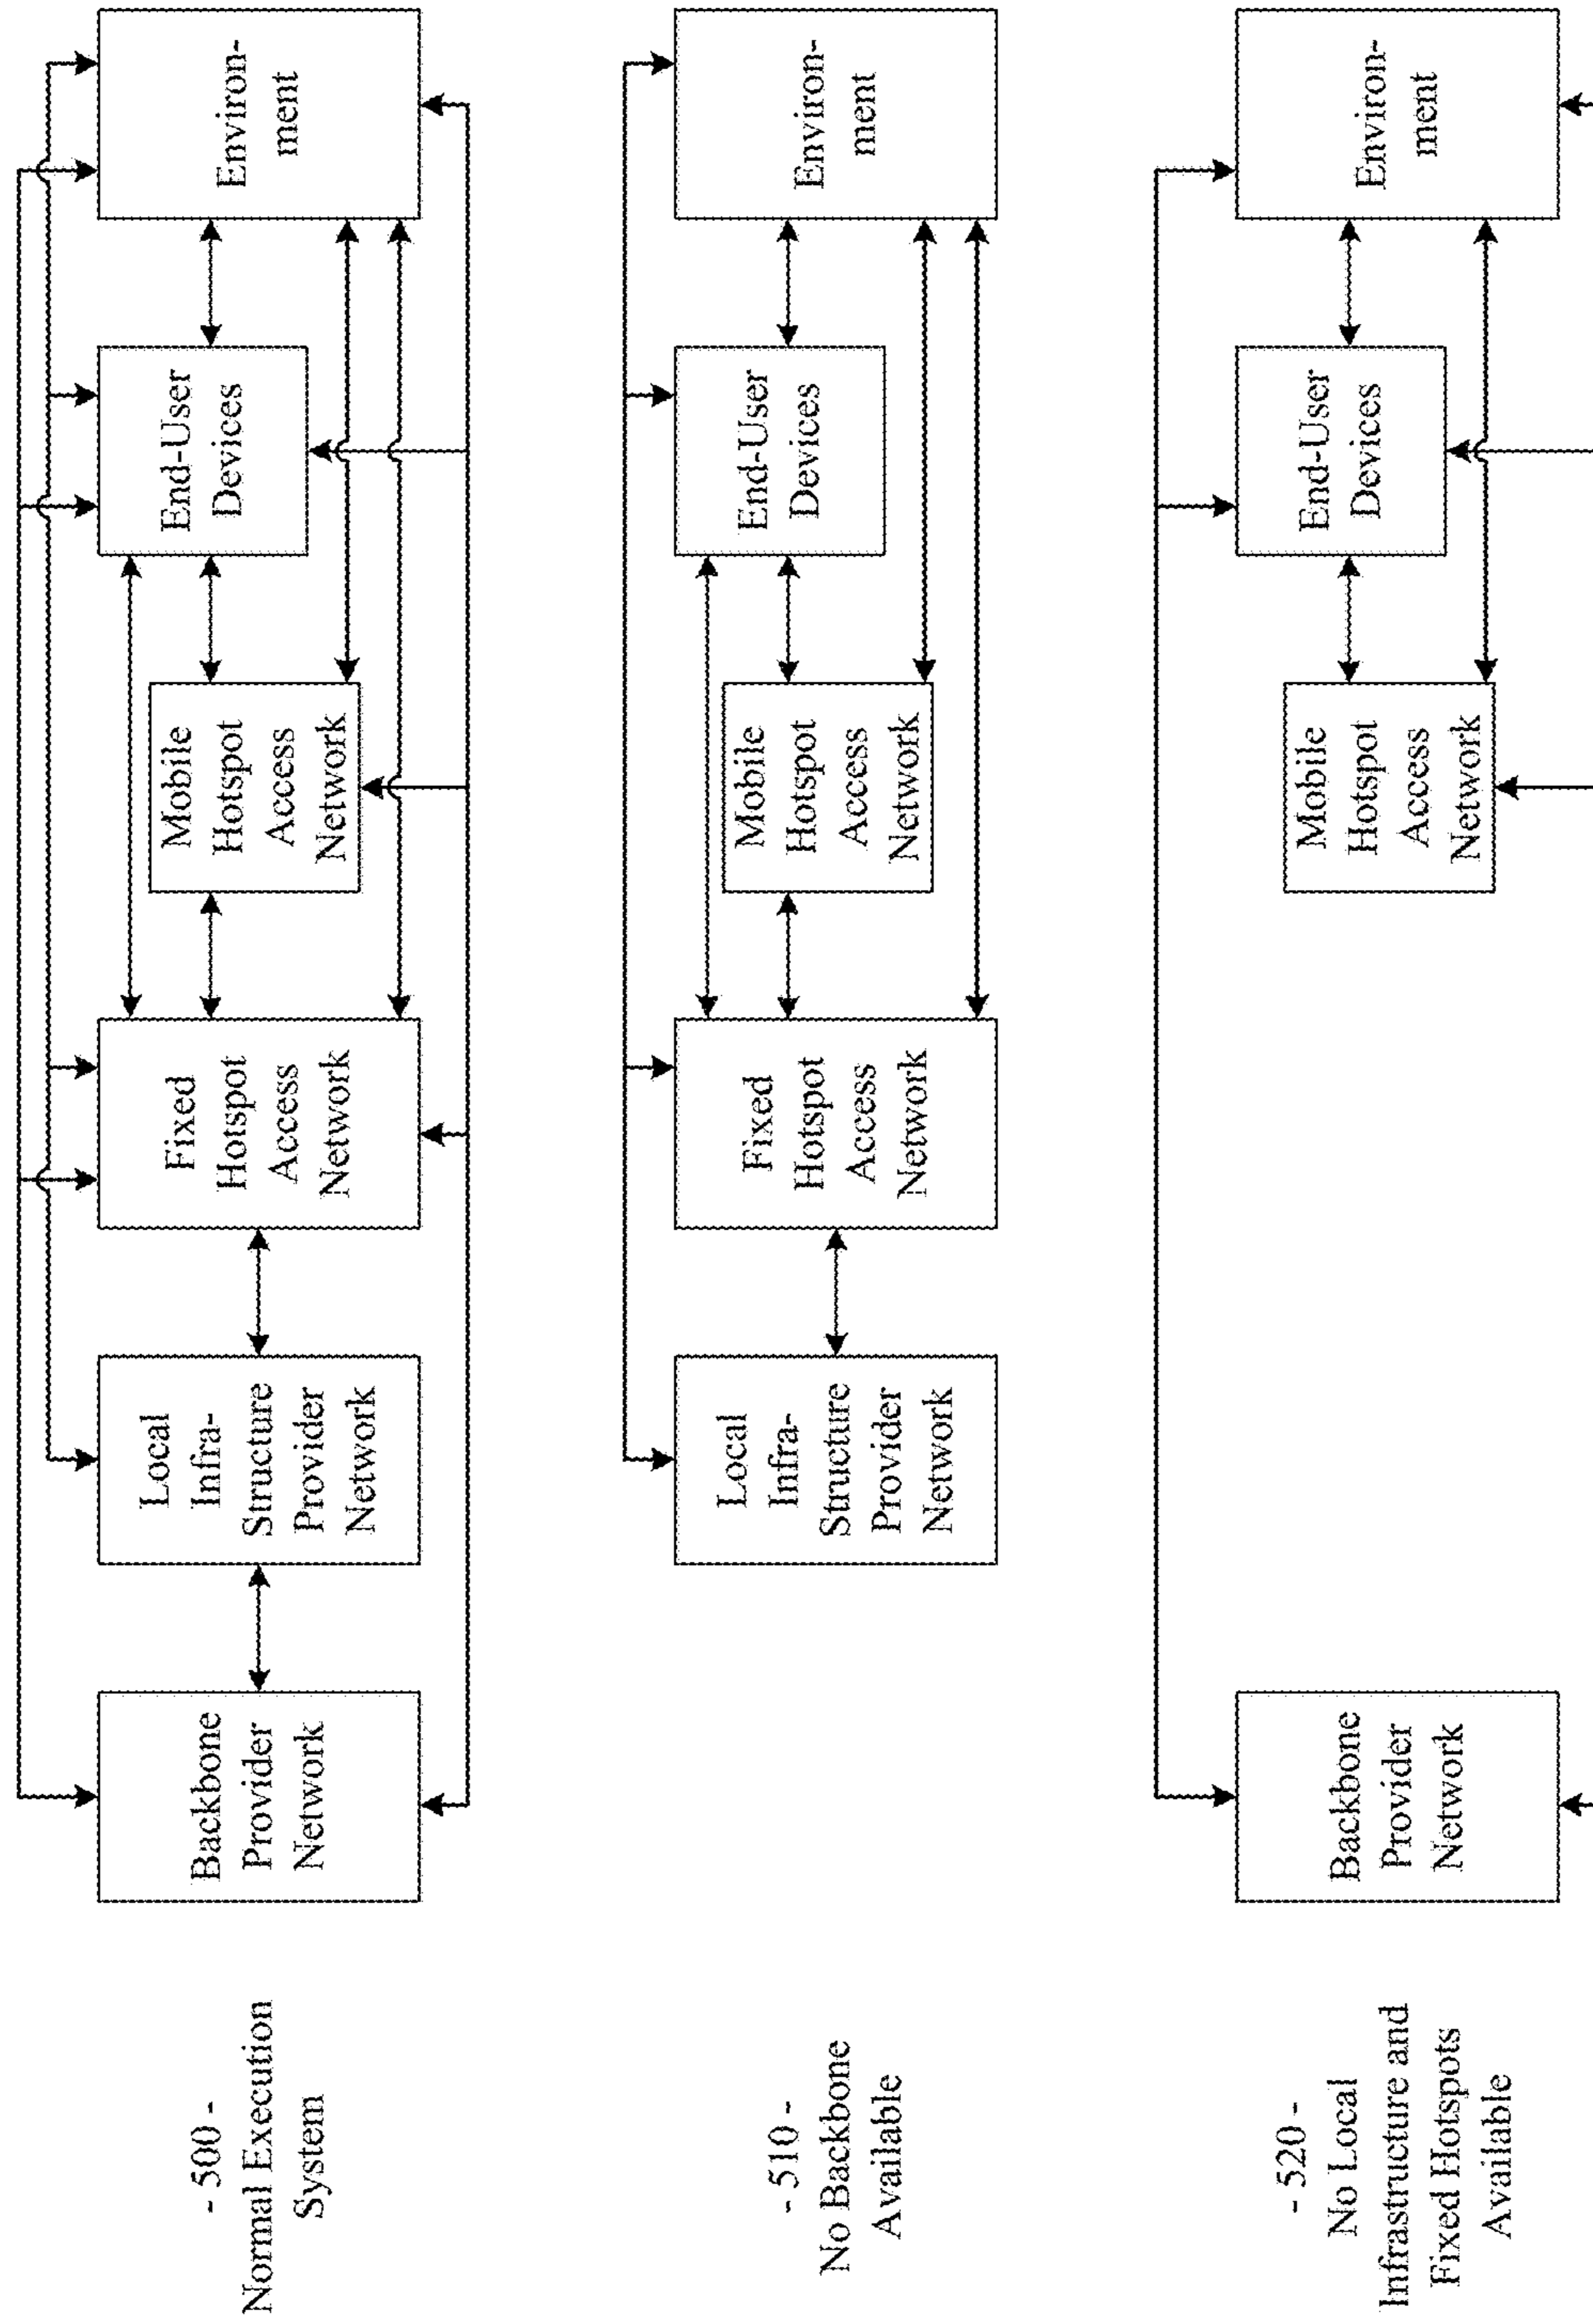 - 500 -
Normal Execution
System
Backbone
Provider
Network
Local
Infra-
Structure
Provider
Network
Fixed
Hotspot
Access
Network
Mobile
Hotspot
Access
Network
End-User
Devices
Environ-
ment
- 510 -
No Backbone
Available
Local
Infra-
Structure
Provider
Network
Fixed
Hotspot
Access
Network
Mobile
Hotspot
Access
Network
End-User
Devices
Environ-
ment
- 520 -
No Local
Infrastructure and
Fixed Hotspots
Available
Backbone
Provider
Network
Mobile
Hotspot
Access
Network
End-User
Devices
Environ-
ment